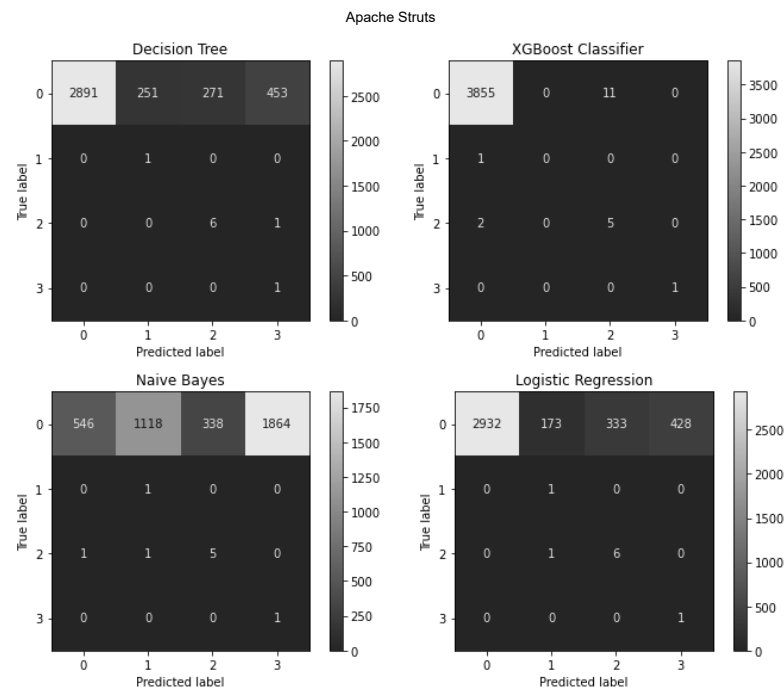 Apache Struts
Decision Tree
XGBoost Classifier
0 2891 251 271 453 2500
0 3855 0 11 0 3500
3000
2000
1 0 1 0 0
1 1 0 0 0 2500
1500
2000
True label
True label
2 0 0 6 1 1000
2 2 0 5 0 1500
1000
500
500
3 0 0 0 1
3 0 0 0 1
0
0
0 1 2 3
0 1 2 3
Predicted label
Predicted label
Naive Bayes
Logistic Regression
0 546 1118 338 1864 1750
0 2932 173 333 428 2500
1500
1250
2000
1 0 1 0 0
1 0 1 0 0
1000
1500
True label
True label
750
2 1 1 5 0
2 0 1 6 0
1000
500
500
250
3 0 0 0 1
3 0 0 0 1
0
0
0 1 2 3
0 1 2 3
Predicted label
Predicted label